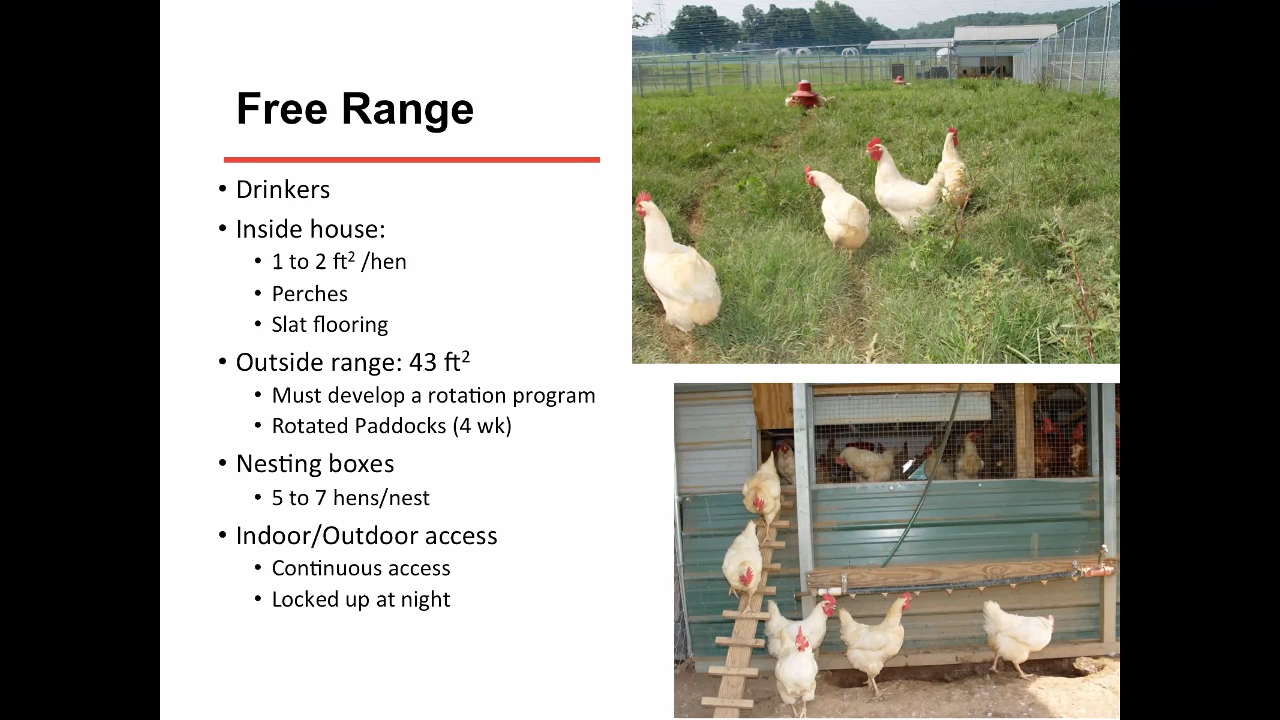 Free Range
• Drinkers
• Inside house:
• 1 to 2 ft² /hen
• Perches
• Slat flooring
• Outside range: 43 ft²
• Must develop a rotation program
• Rotated Paddocks (4 wk)
• Nesting boxes
• 5 to 7 hens/nest
• Indoor/Outdoor access
• Continuous access
• Locked up at night